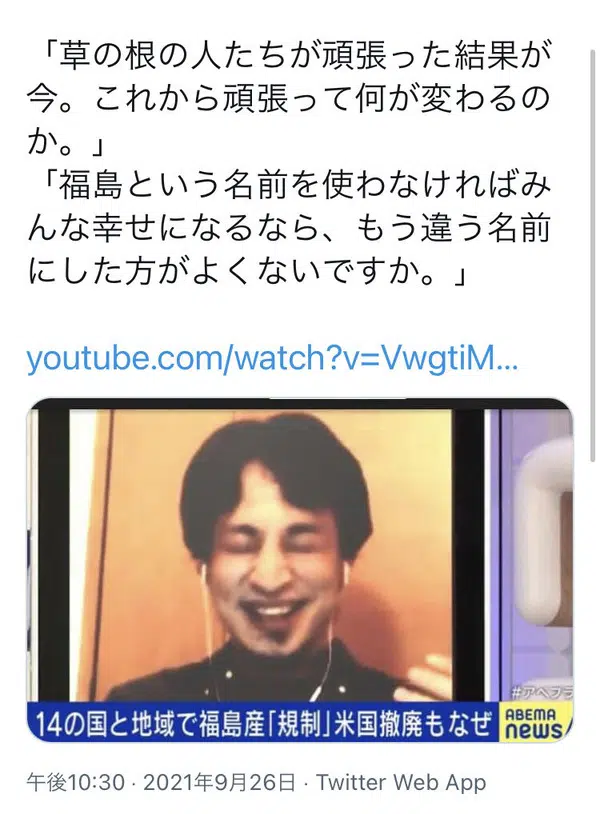 「草の根の人たちが頑張った結果が
今。これから頑張って何が変わるの
か。」
「福島という名前を使わなければみ
んな幸せになるなら、もう違う名前
にした方がよくないですか。」
youtube.com/watch?v=VwgtiM...
#アベプラ
14の国と地域で福島産「規制」米国撤廃もなぜ
ABEMA
news/
午後10:30 · 2021年9月26日 · Twitter Web App